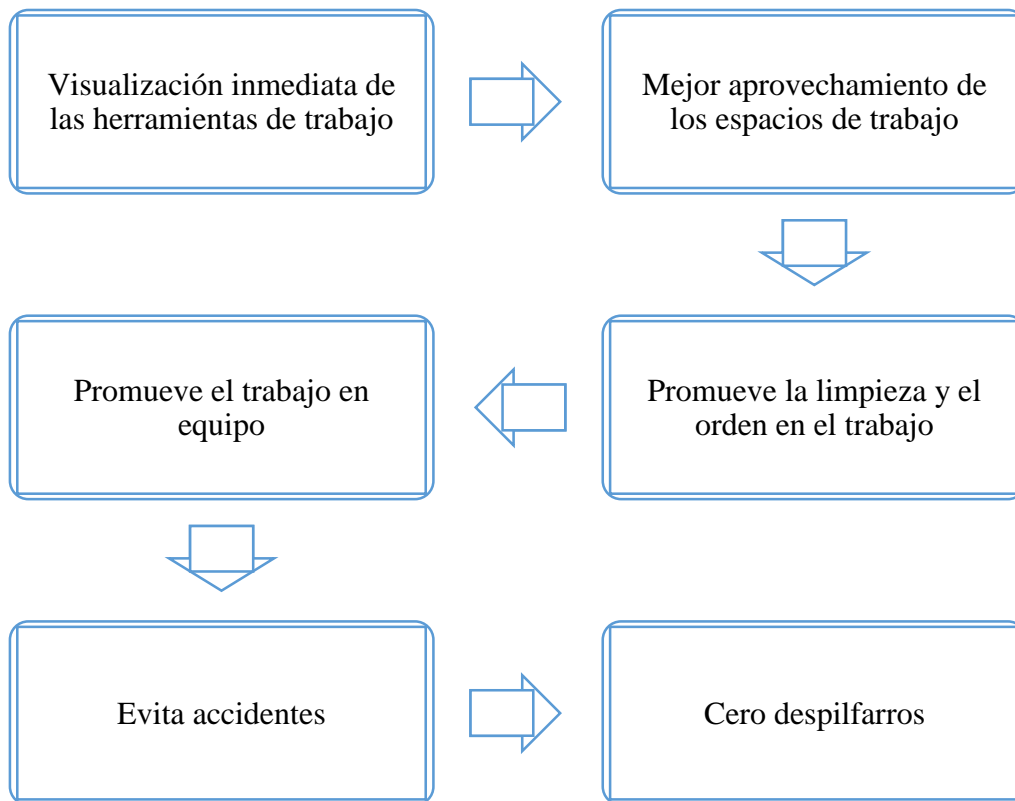 Visualización inmediata de
las herramientas de trabajo
Mejor aprovechamiento de
los espacios de trabajo
Promueve la limpieza y el
orden en el trabajo
Promueve el trabajo en
equipo
Evita accidentes
Cero despilfarros